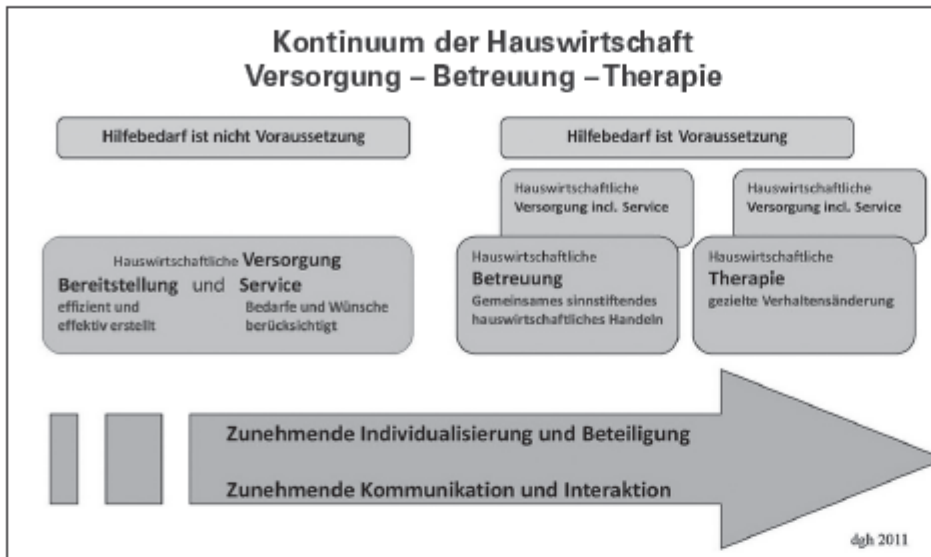 Kontinuum der Hauswirtschaft
Versorgung – Betreuung – Therapie
Hilfebedarf ist nicht Voraussetzung
Hilfebedarf ist Voraussetzung
Hauswirtschaftliche
Versorgung incl. Service
Hauswirtschaftliche
Versorgung incl. Service
Hauswirtschaftliche Versorgung
Bereitstellung und Service
effizient und
effektiv erstellt
Bedarfe und Wünsche
berücksichtigt
Hauswirtschaftliche
Betreuung
Gemeinsames sinnstiftendes
hauswirtschaftliches Handeln
Hauswirtschaftliche
Therapie
gezielte Verhaltensänderung
Zunehmende Individualisierung und Beteiligung
Zunehmende Kommunikation und Interaktion
dgh 2011